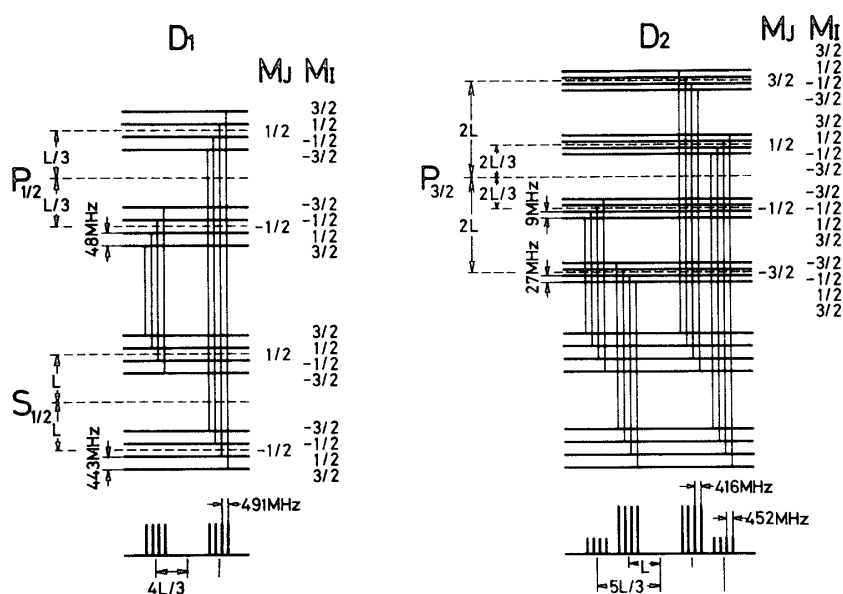 D1
MJ MI
3/2
1/2
1/2
-1/2
-3/2
L/3
P1/2
L/3
-3/2
-1/2
-1/2
1/2
3/2
48MHz
3/2
1/2
1/2
-1/2
-3/2
L
S1/2
L
-3/2
-1/2
-1/2
1/2
3/2
443MHz
491MHz
4L/3
D2
MJ MI
3/2
1/2
3/2
-1/2
-3/2
2L
3/2
1/2
1/2
-1/2
-3/2
2L/3
P3/2
2L/3
-3/2
-1/2
-1/2
1/2
3/2
9MHz
2L
-3/2
-3/2
-1/2
1/2
3/2
27MHz
416MHz
452MHz
L
5L/3